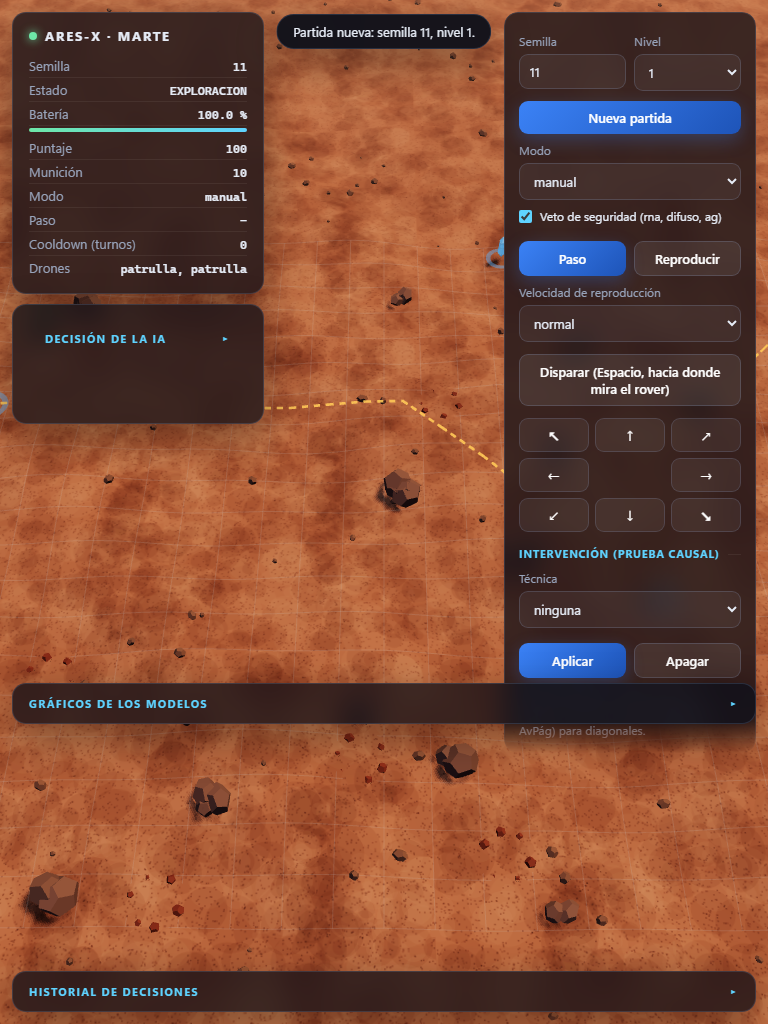 ARES-X · MARTE
Semilla 11
Estado EXPLORACION
Batería 100.0 %
Puntaje 100
Munición 10
Modo manual
Paso –
Cooldown (turnos) 0
Drones patrulla, patrulla
DECISIÓN DE LA IA ▸
Partida nueva: semilla 11, nivel 1.
Semilla Nivel
11 1
Nueva partida
Modo
manual
Veto de seguridad (rna, difuso, ag)
Paso Reproducir
Velocidad de reproducción
normal
Disparar (Espacio, hacia donde
mira el rover)
↖ ↑ ↗
← →
↙ ↓ ↘
INTERVENCIÓN (PRUEBA CAUSAL)
Técnica
ninguna
Aplicar Apagar
GRÁFICOS DE LOS MODELOS ▸
AvPág) para diagonales.
HISTORIAL DE DECISIONES ▸